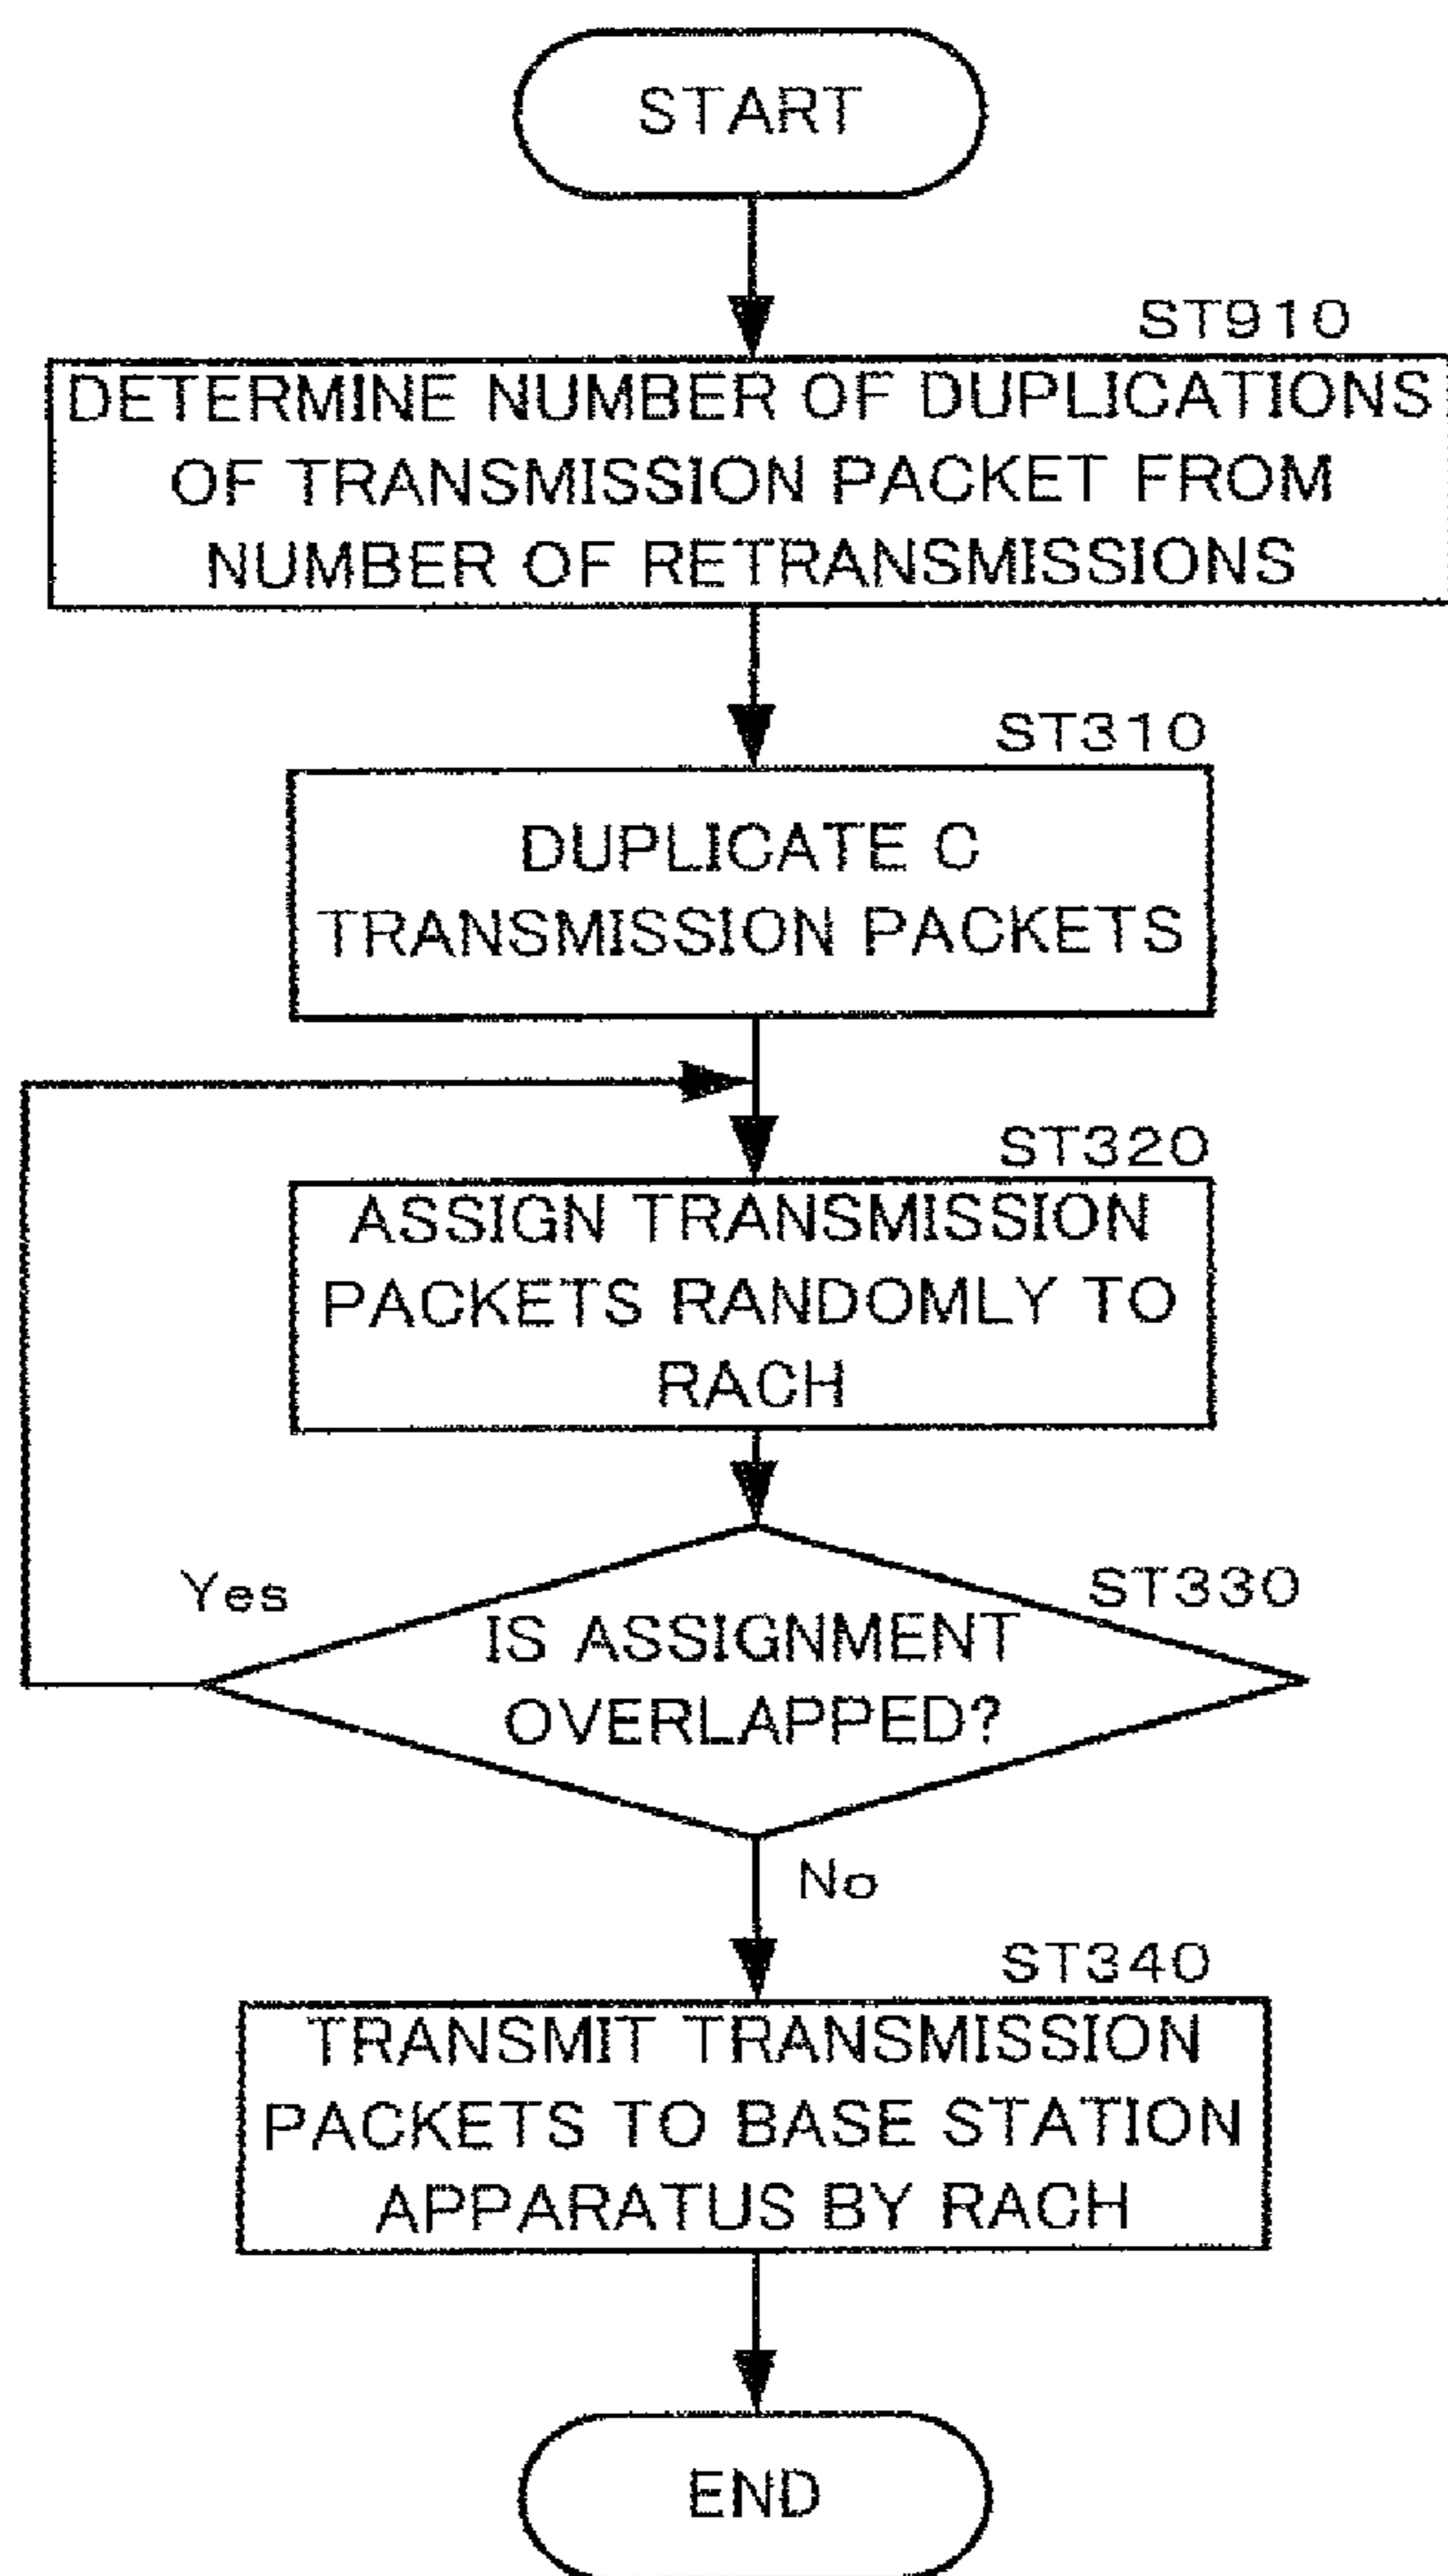 START
ST910
DETERMINE NUMBER OF DUPLICATIONS
OF TRANSMISSION PACKET FROM
NUMBER OF RETRANSMISSIONS
ST310
DUPLICATE C
TRANSMISSION PACKETS
ST320
ASSIGN TRANSMISSION
PACKETS RANDOMLY TO
RACH
Yes
ST330
IS ASSIGNMENT
OVERLAPPED?
No
ST340
TRANSMIT TRANSMISSION
PACKETS TO BASE STATION
APPARATUS BY RACH
END